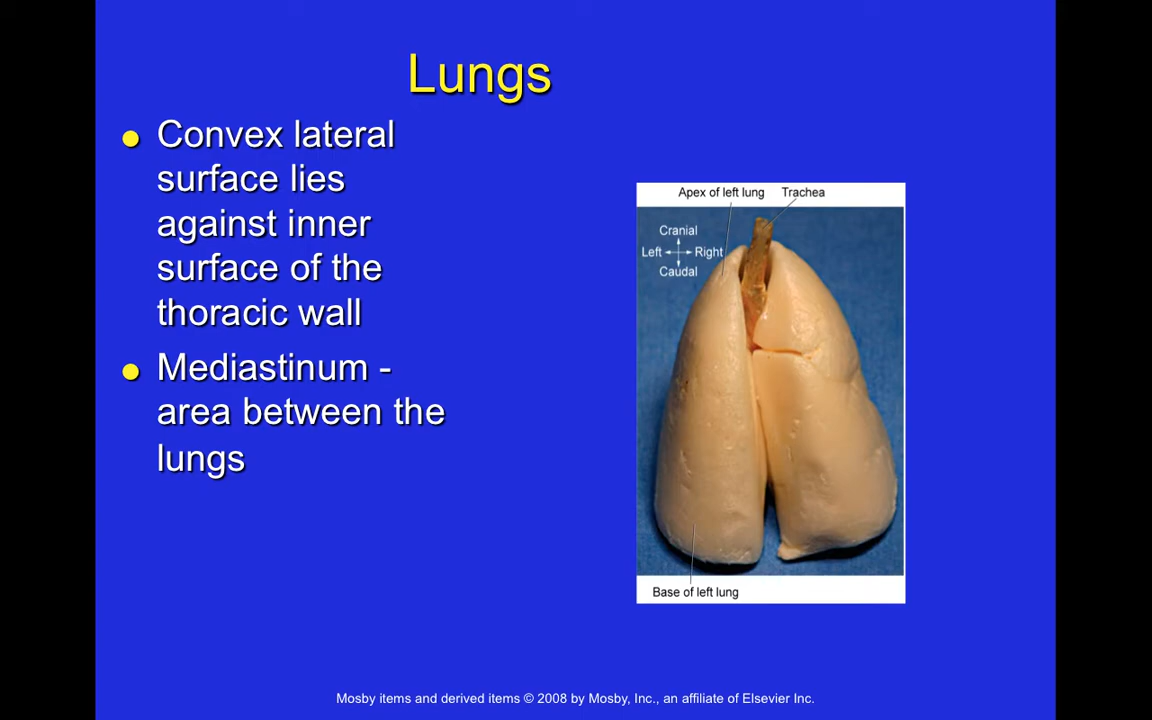 Lungs
Convex lateral
surface lies
against inner
surface of the
thoracic wall
Mediastinum -
area between the
lungs
Apex of left lung Trachea
Cranial
Left Right
Caudal
Base of left lung
Mosby items and derived items © 2008 by Mosby, Inc., an affiliate of Elsevier Inc.